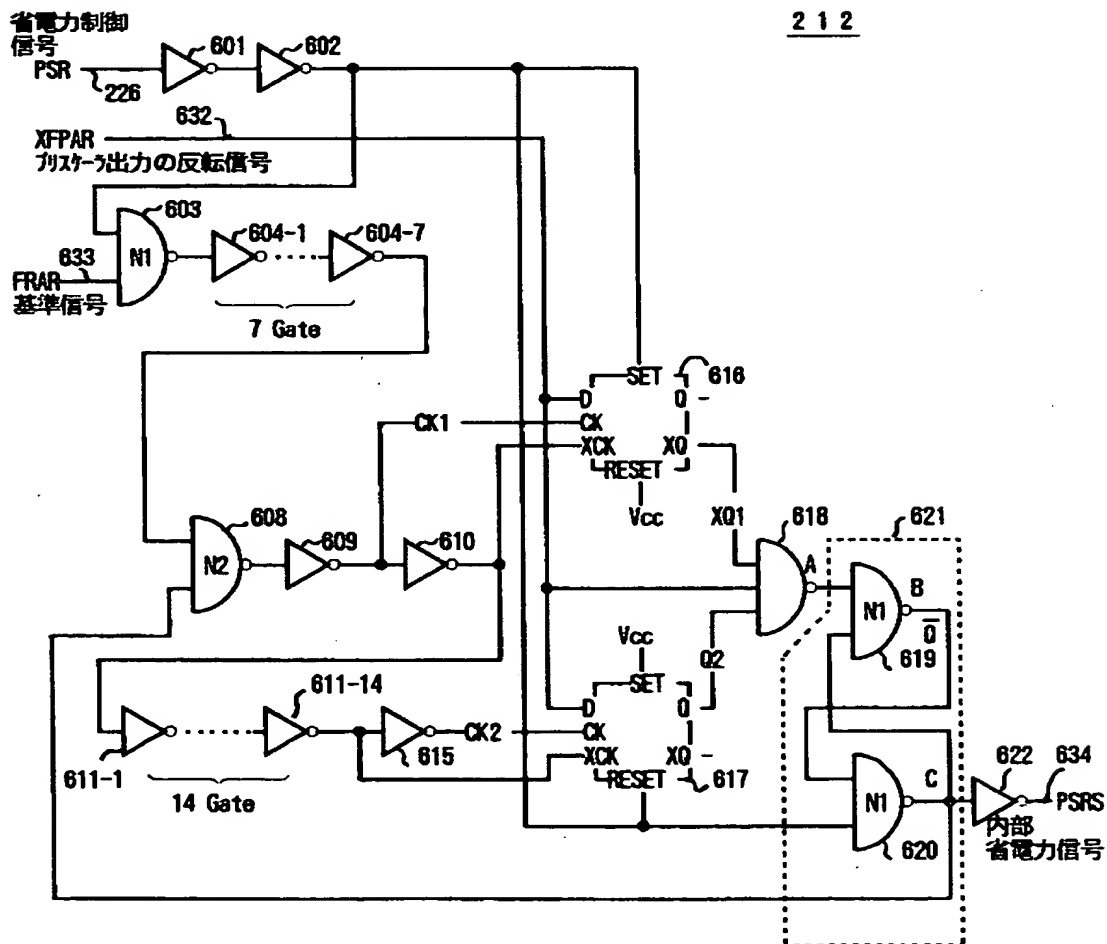 212
省電力制御
信号
PSR
226
601
602
632
XFPAR
プリスケーラ出力の反転信号
603
N1
604-1
604-7
633
FRAR
基準信号
7 Gate
SET
616
D
Q
CK1
CK
XCK
XQ
RESET
Vcc
XQ1
618
621
608
N2
609
610
A
N1
B
Q
619
Vcc
Q2
SET
611-14
D
Q
CK2
CK
XCK
XQ
RESET
617
611-1
14 Gate
615
N1
C
620
622
634
PSRS
内部
省電力信号